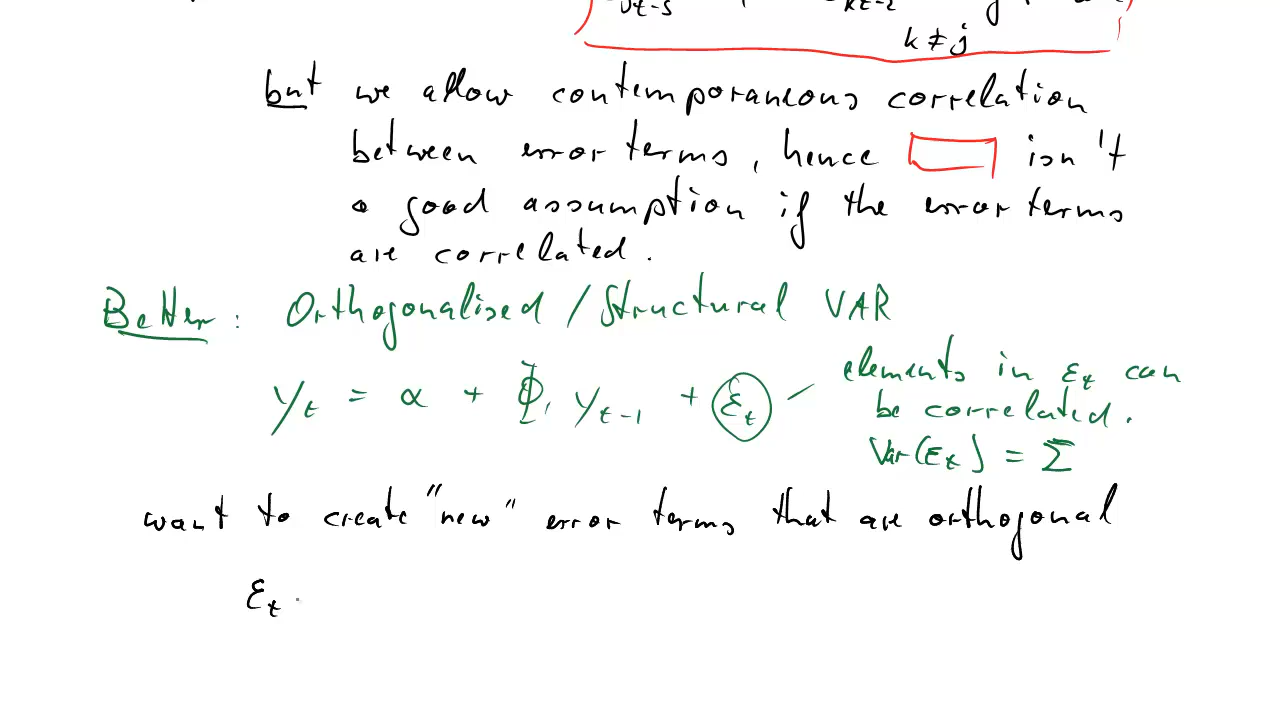 k ≠ j
but we allow contemporaneous correlation
between error terms, hence isn't
a good assumption if the error terms
are correlated.
Better: Orthogonalised / Structural VAR
y_t = α + Φ_1 y_{t-1} + ε_t
elements in ε_t can
be correlated.
Var(ε_t) = Σ
want to create "new" error terms that are orthogonal
ε_t